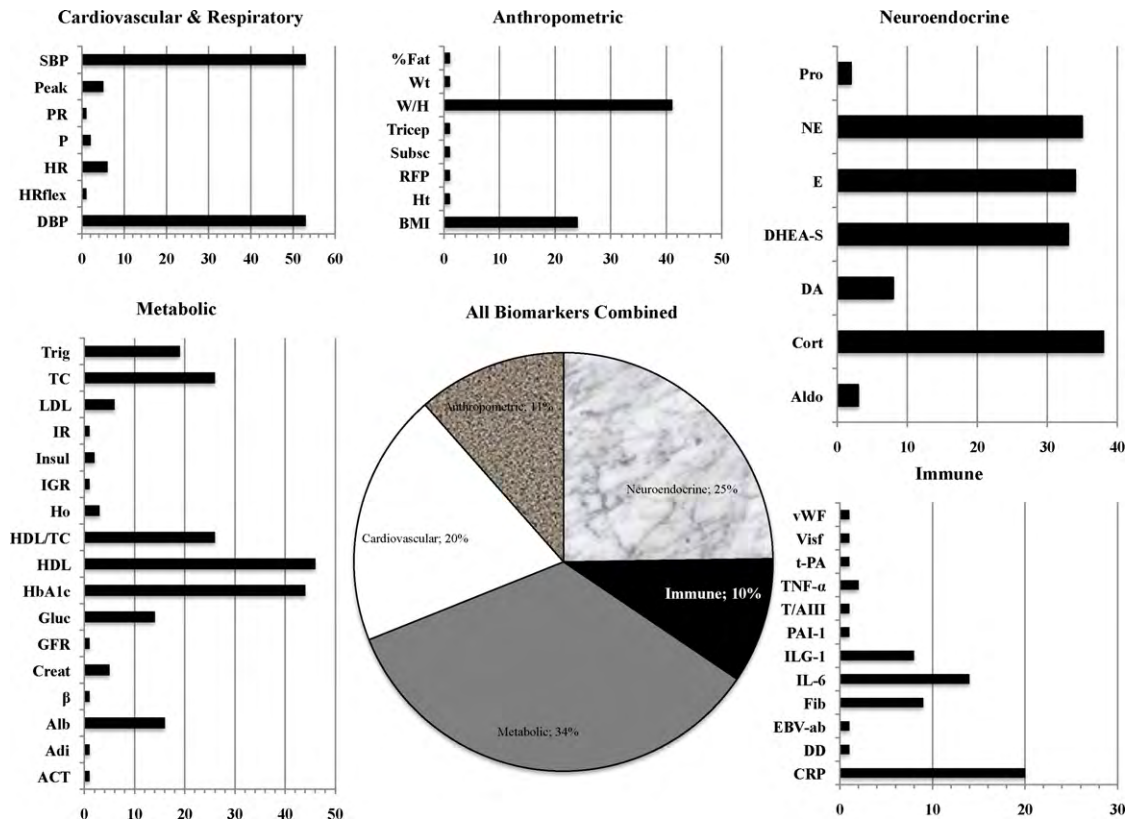 Cardiovascular & Respiratory
SBP
Peak
PR
P
HR
HRflex
DBP
0 10 20 30 40 50 60
Anthropometric
%Fat
Wt
W/H
Tricep
Subsc
RFP
Ht
BMI
0 10 20 30 40 50
Neuroendocrine
Pro
NE
E
DHEA-S
DA
Cort
Aldo
0 10 20 30 40
Metabolic
Trig
TC
LDL
IR
Insul
IGR
Ho
HDL/TC
HDL
HbA1c
Gluc
GFR
Creat
β
Alb
Adi
ACT
0 10 20 30 40 50
All Biomarkers Combined
Anthropometric; 11%
Neuroendocrine; 25%
Cardiovascular; 20%
Immune; 10%
Metabolic; 34%
Immune
vWF
Visf
t-PA
TNF-α
T/AIII
PAI-1
ILG-1
IL-6
Fib
EBV-ab
DD
CRP
0 10 20 30